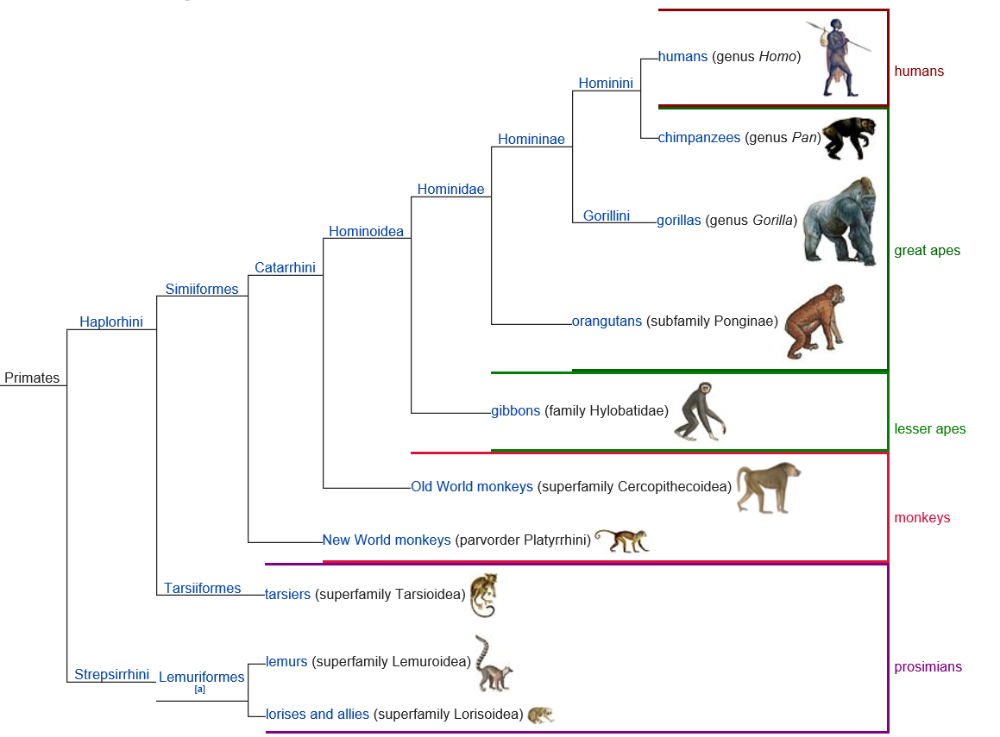 humans (genus Homo)
humans
Hominini
chimpanzees (genus Pan)
Homininae
Hominidae
Gorillini
gorillas (genus Gorilla)
great apes
Hominoidea
Catarrhini
Simiiformes
Haplorhini
orangutans (subfamily Ponginae)
Primates
gibbons (family Hylobatidae)
lesser apes
Old World monkeys (superfamily Cercopithecoidea)
monkeys
New World monkeys (parvorder Platyrrhini)
Tarsiiformes
tarsiers (superfamily Tarsioidea)
lemurs (superfamily Lemuroidea)
prosimians
Strepsirrhini
Lemuriformes
[a]
lorises and allies (superfamily Lorisoidea)